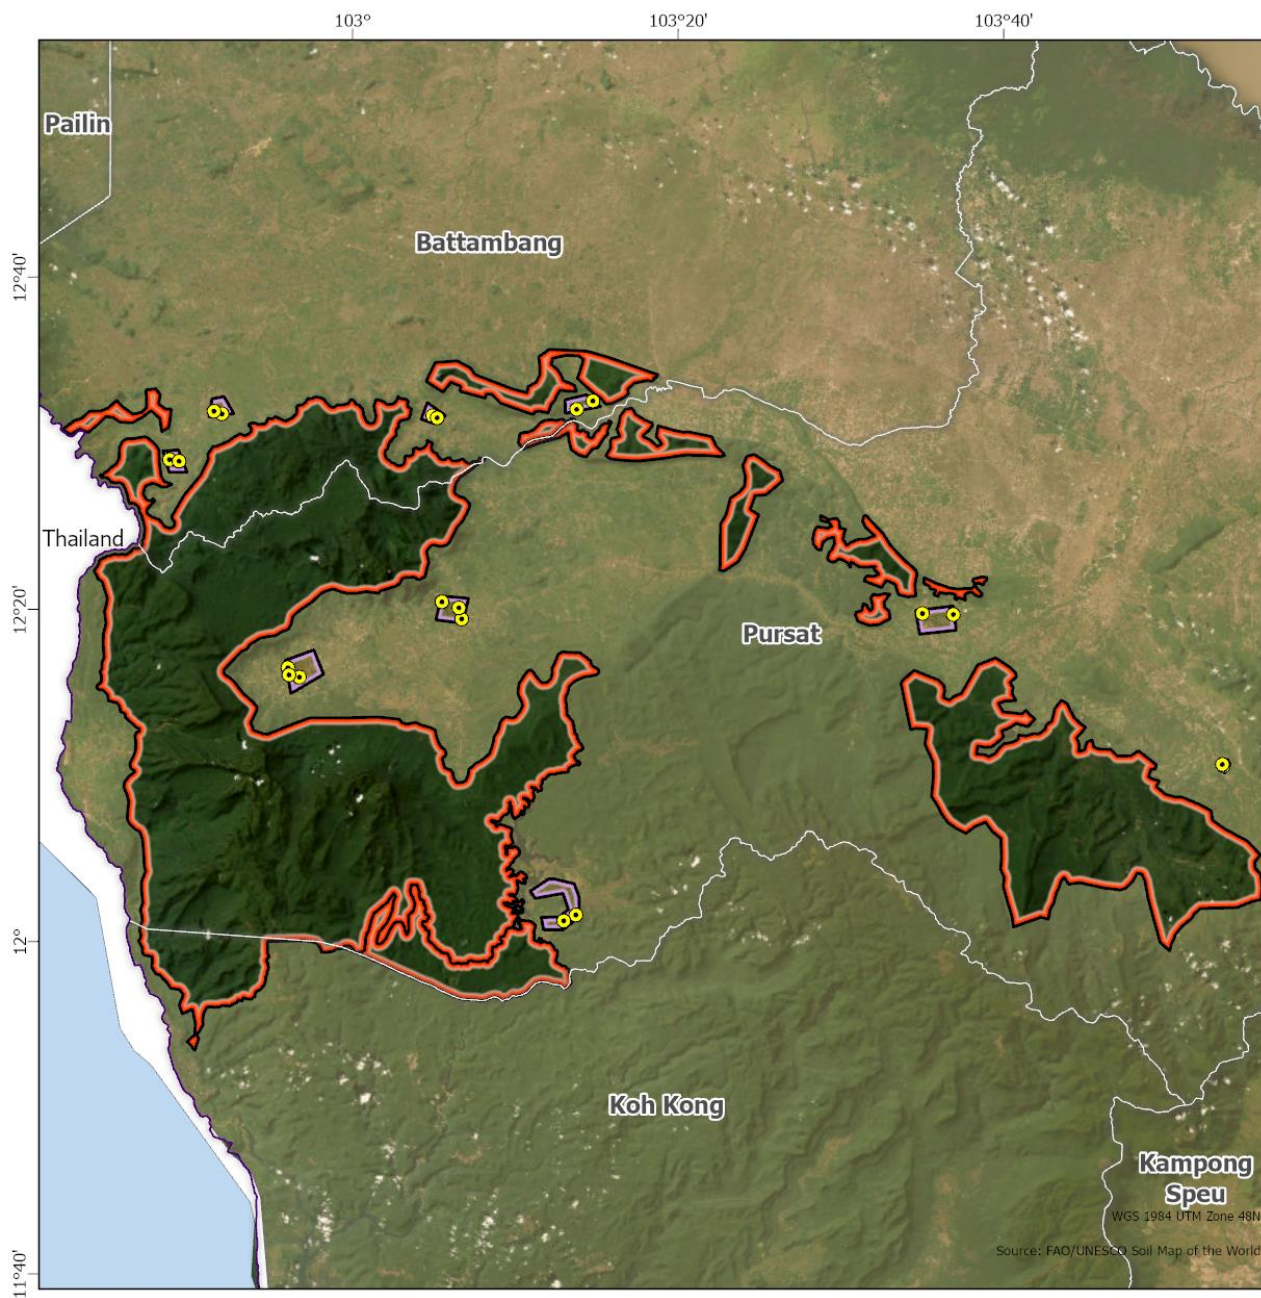 103°
103°20'
103°40'
Pailin
Battambang
12°40'
Thailand
12°20'
Pursat
12°
Koh Kong
Kampong
Speu
WGS 1984 UTM Zone 48N
Source: FAO/UNESCO Soil Map of the World
11°40'